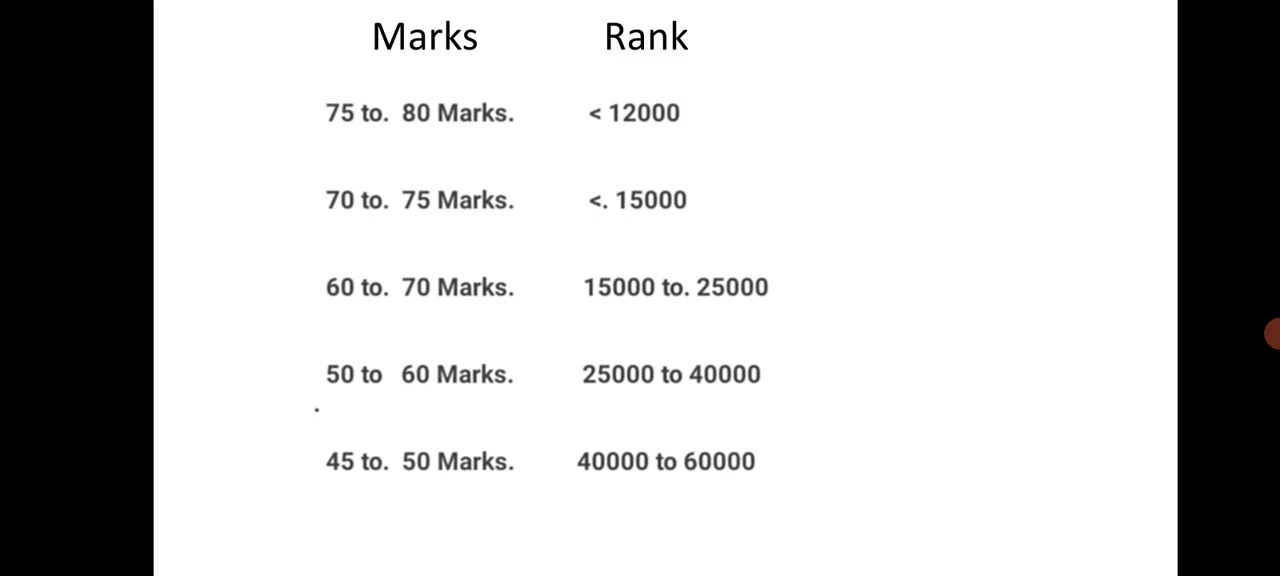 Marks Rank
75 to. 80 Marks. < 12000
70 to. 75 Marks. <. 15000
60 to. 70 Marks. 15000 to. 25000
50 to 60 Marks. 25000 to 40000
.
45 to. 50 Marks. 40000 to 60000